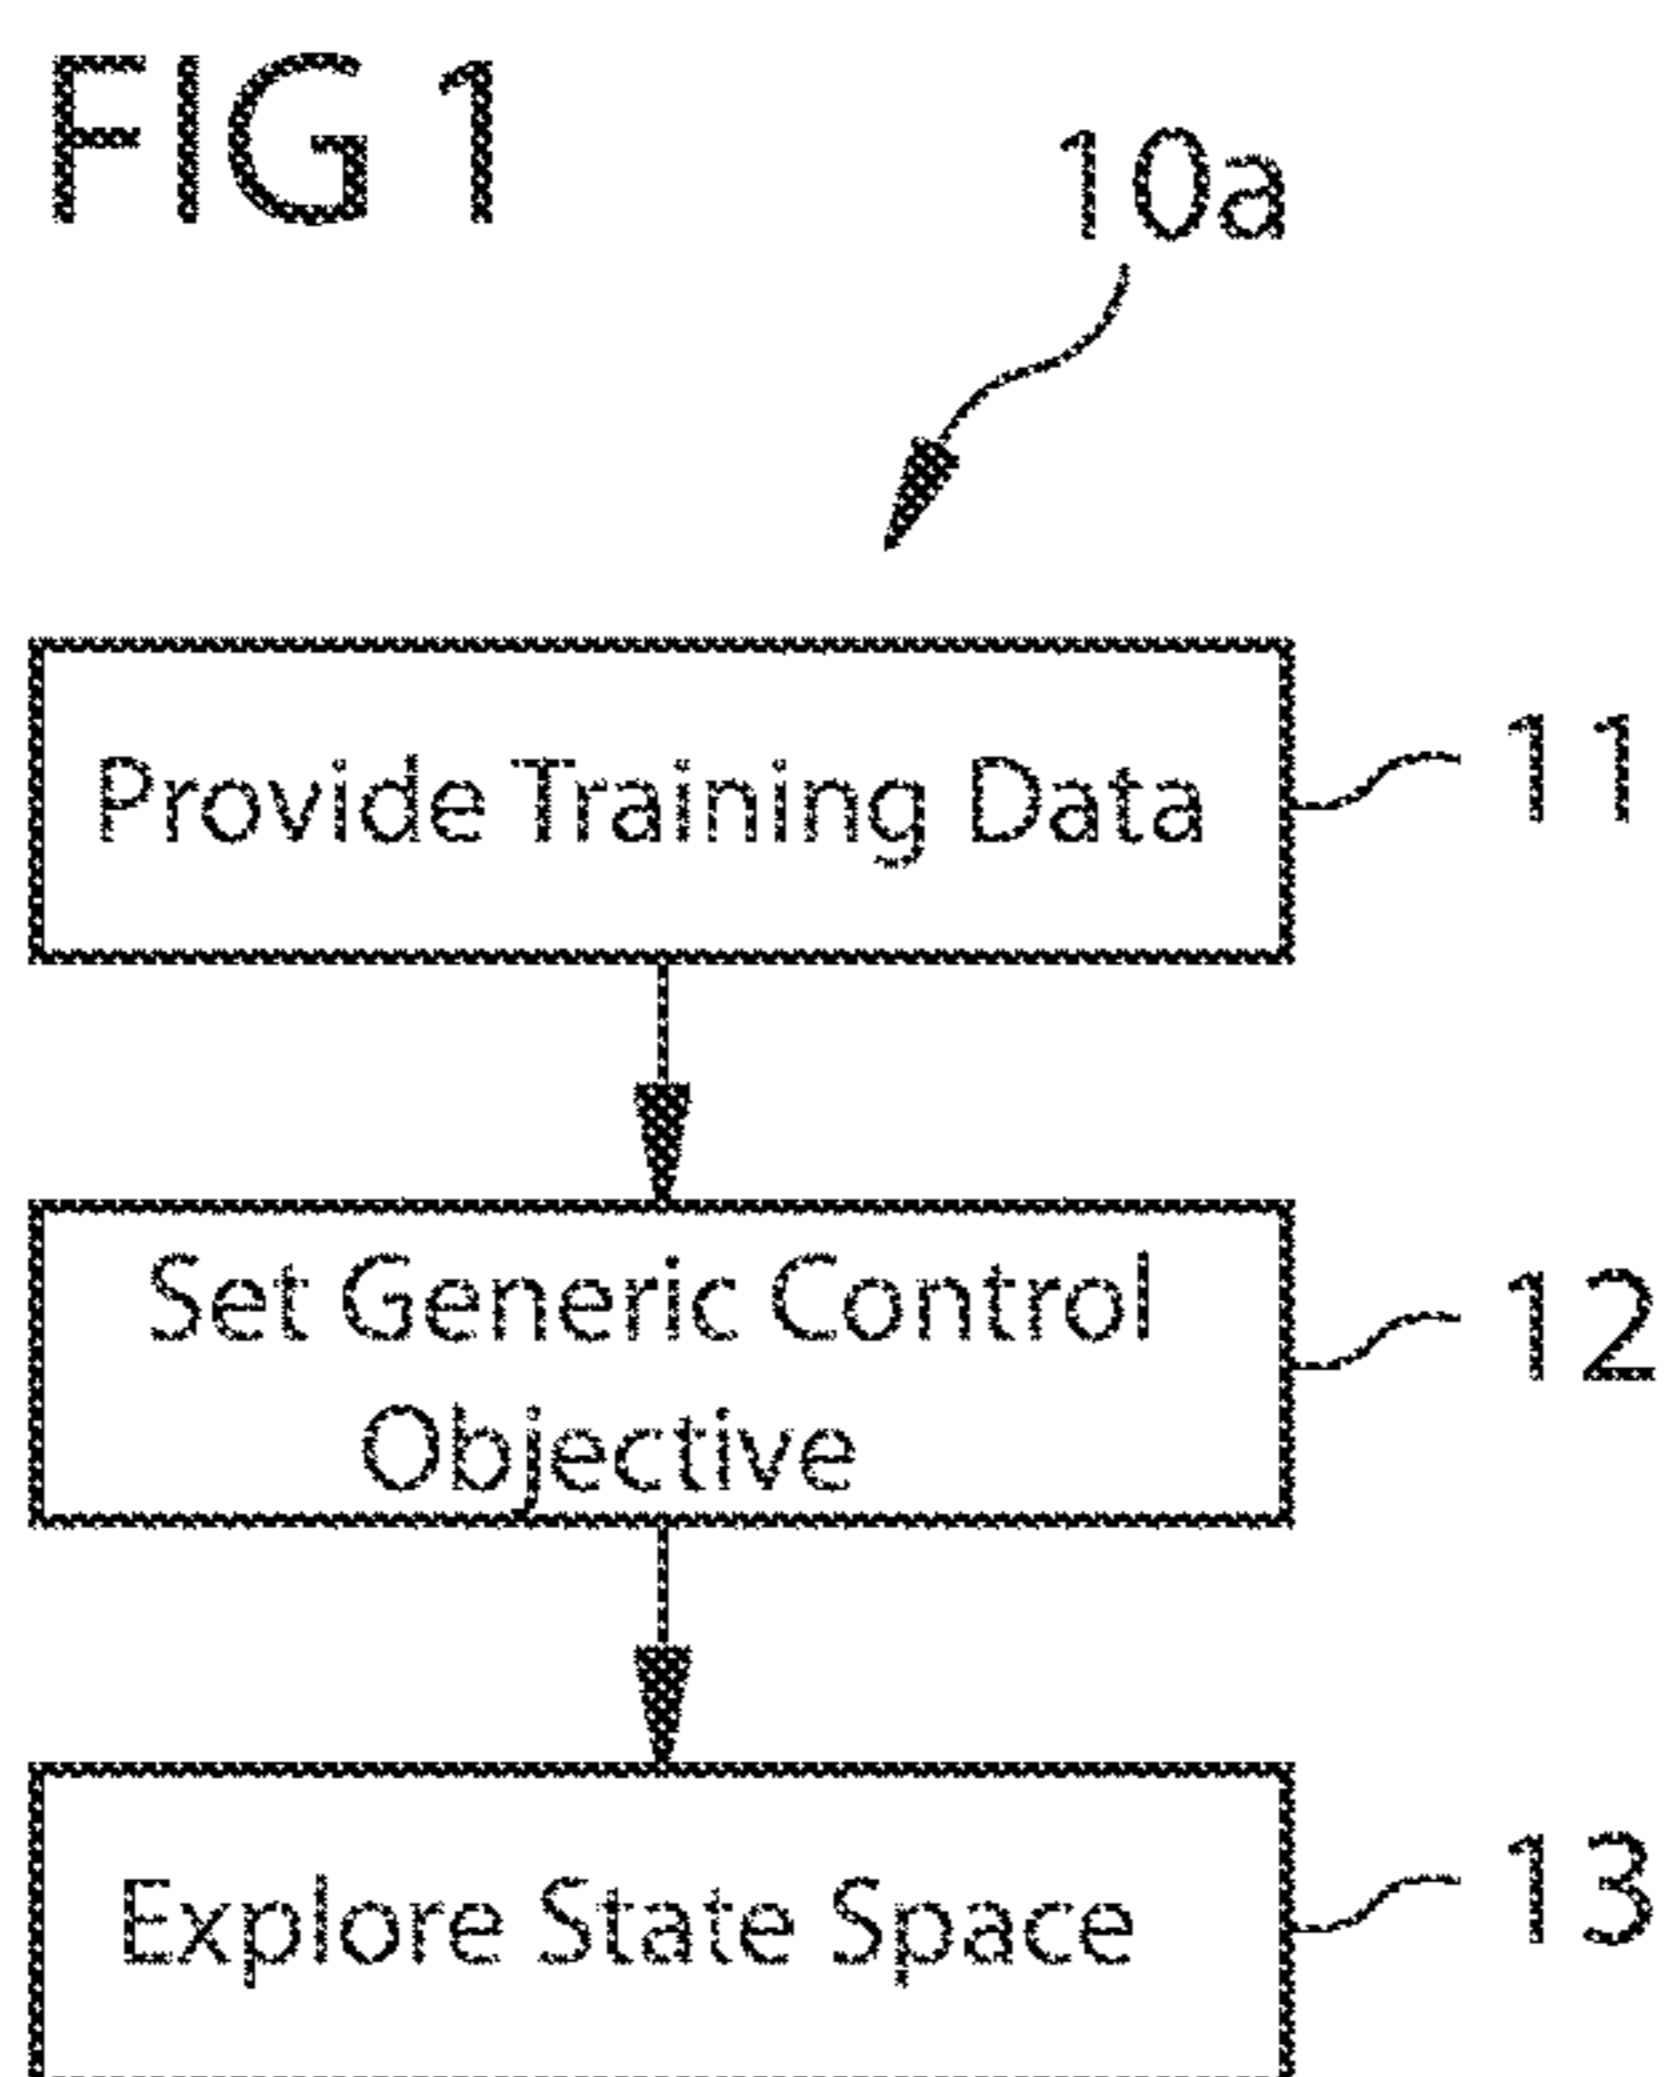 FIG 1
10a
Provide Training Data
11
Set Generic Control
Objective
12
Explore State Space
13